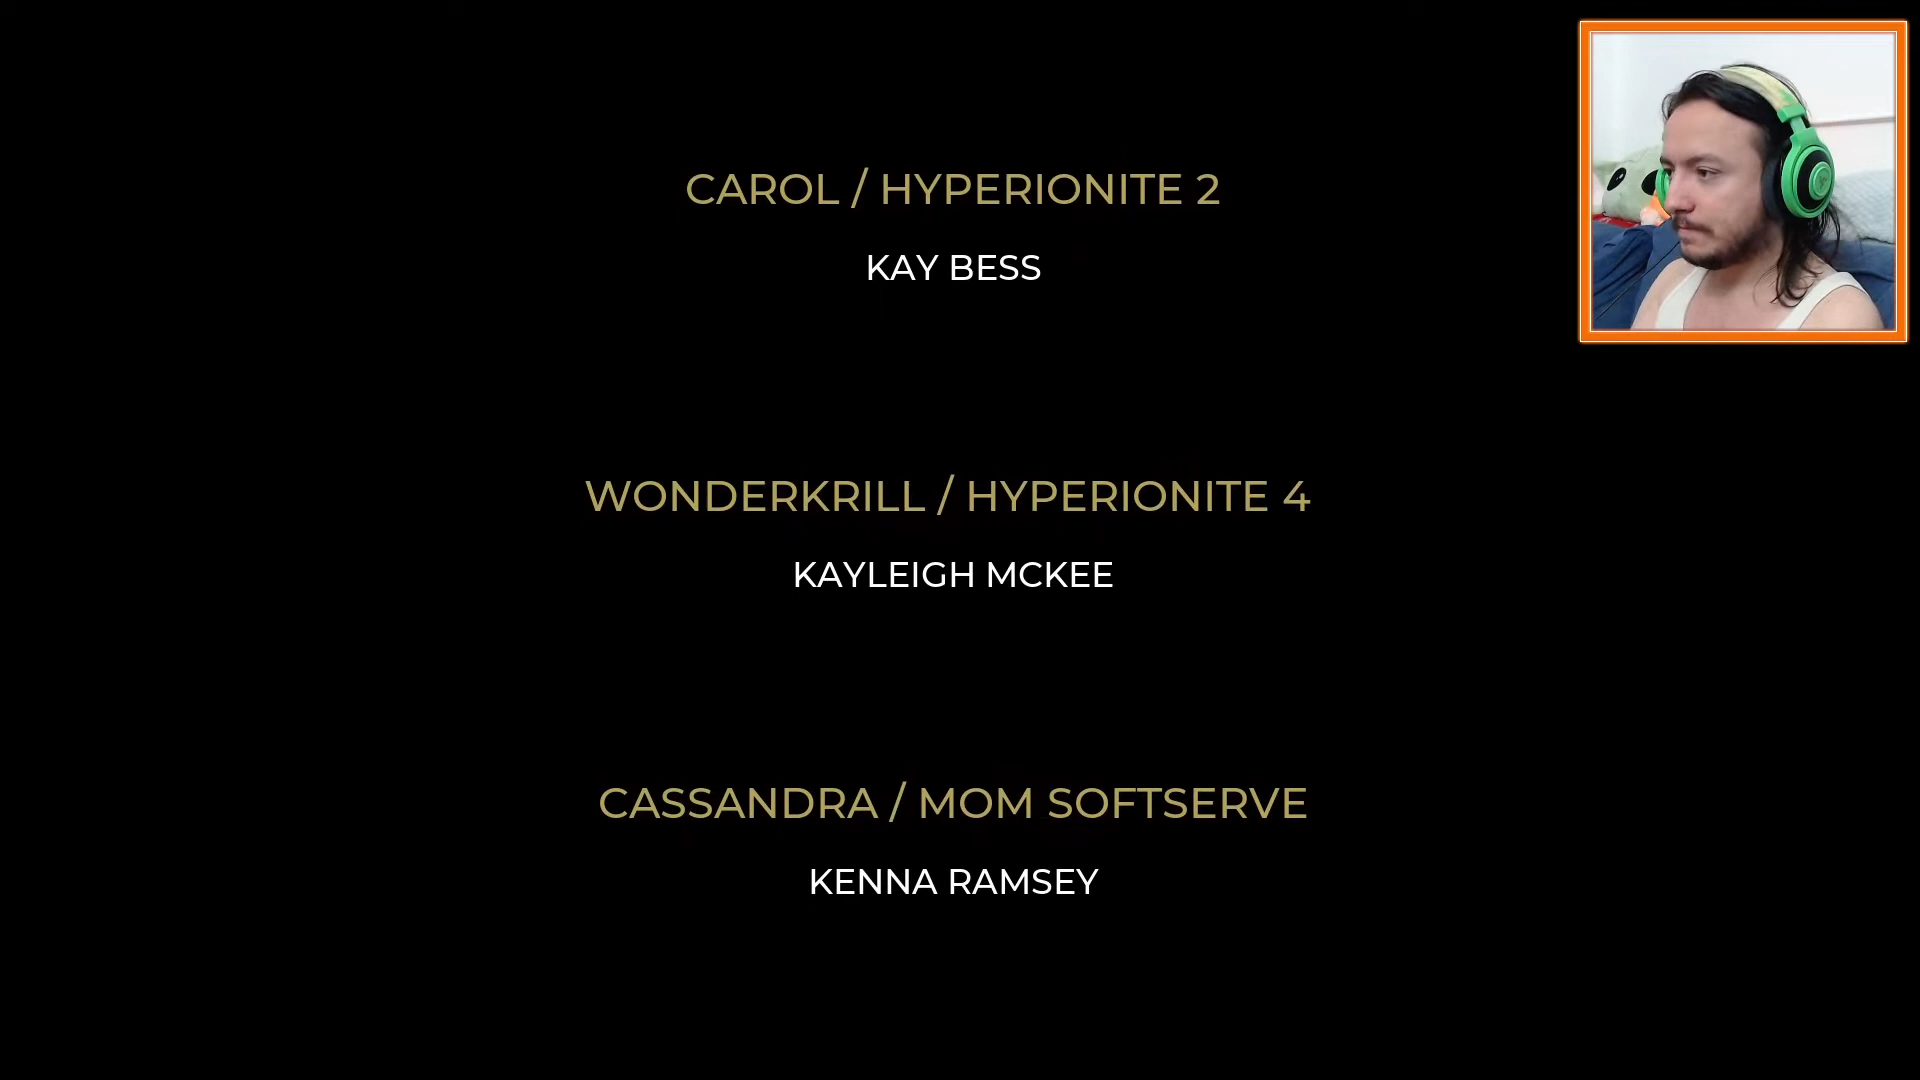 CAROL / HYPERIONITE 2
KAY BESS
WONDERKRILL / HYPERIONITE 4
KAYLEIGH MCKEE
CASSANDRA / MOM SOFTSERVE
KENNA RAMSEY